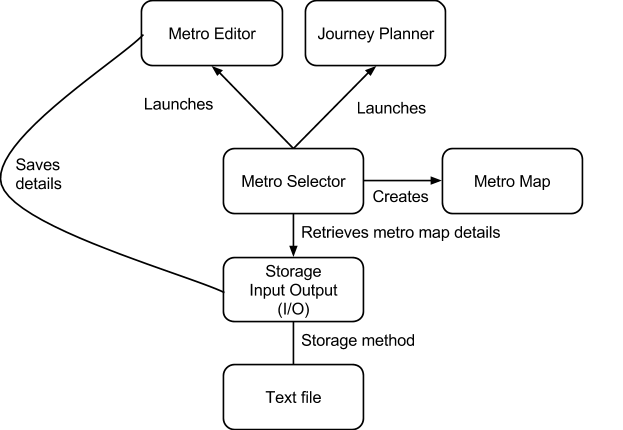 Metro Editor
Journey Planner
Launches
Launches
Saves
details
Metro Selector
Metro Map
Creates
Retrieves metro map details
Storage
Input Output
(I/O)
Storage method
Text file